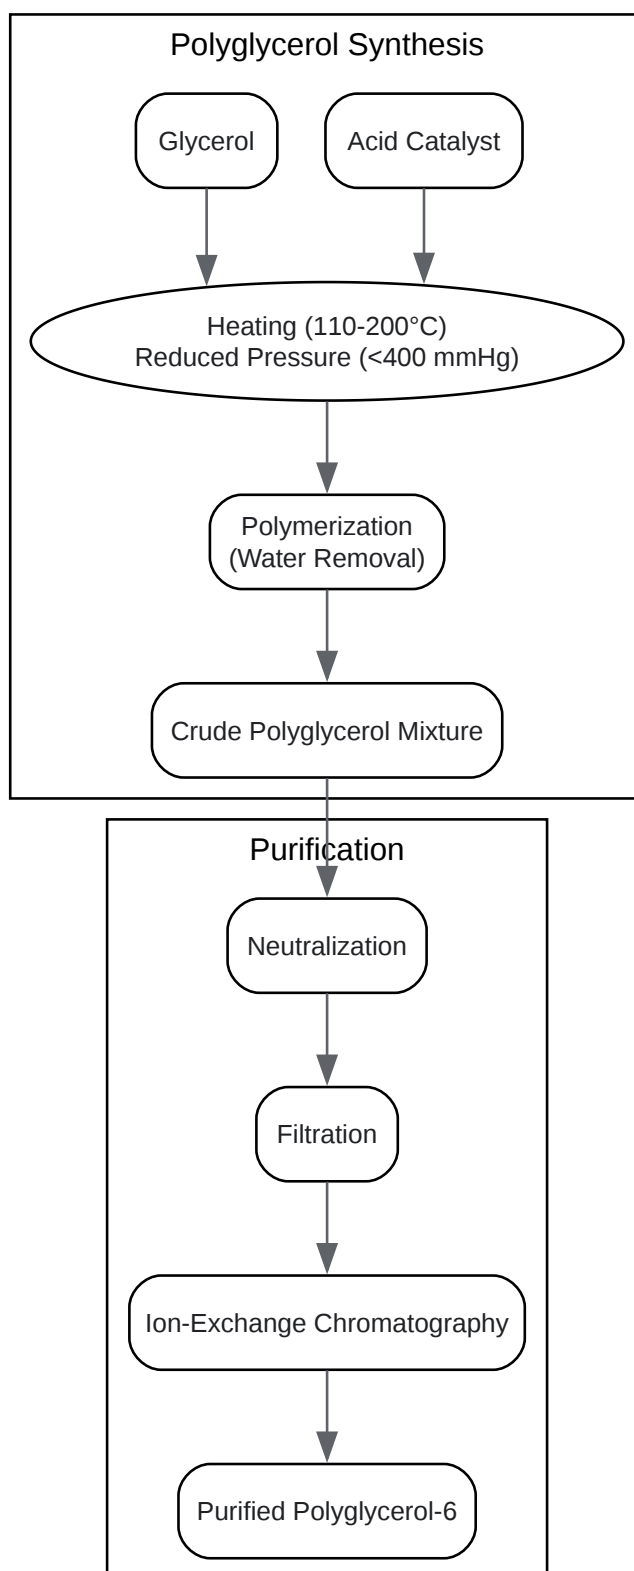 Polyglycerol Synthesis
Glycerol
Acid Catalyst
Heating (110-200°C)
Reduced Pressure (<400 mmHg)
Polymerization
(Water Removal)
Crude Polyglycerol Mixture
Purification
Neutralization
Filtration
Ion-Exchange Chromatography
Purified Polyglycerol-6